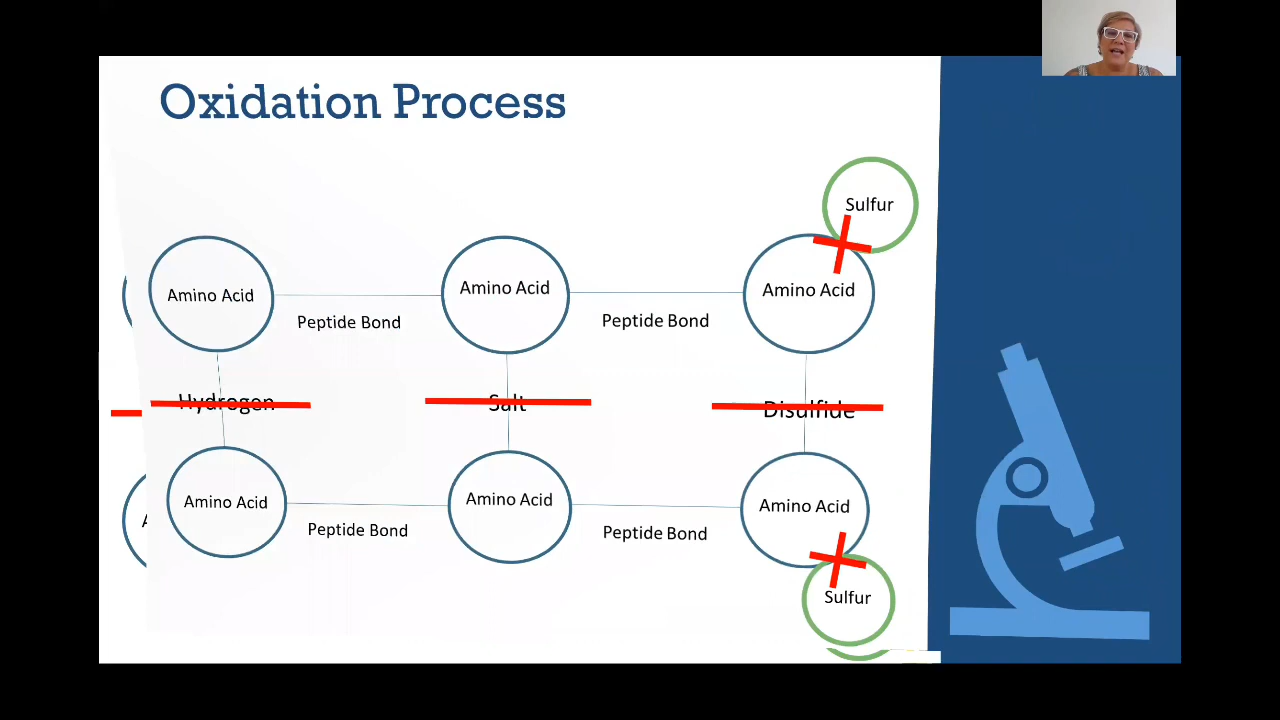 Oxidation Process
Sulfur
Amino Acid
Amino Acid
Amino Acid
Peptide Bond
Peptide Bond
Hydrogen
Salt
Disulfide
Amino Acid
Amino Acid
Amino Acid
Peptide Bond
Peptide Bond
Sulfur